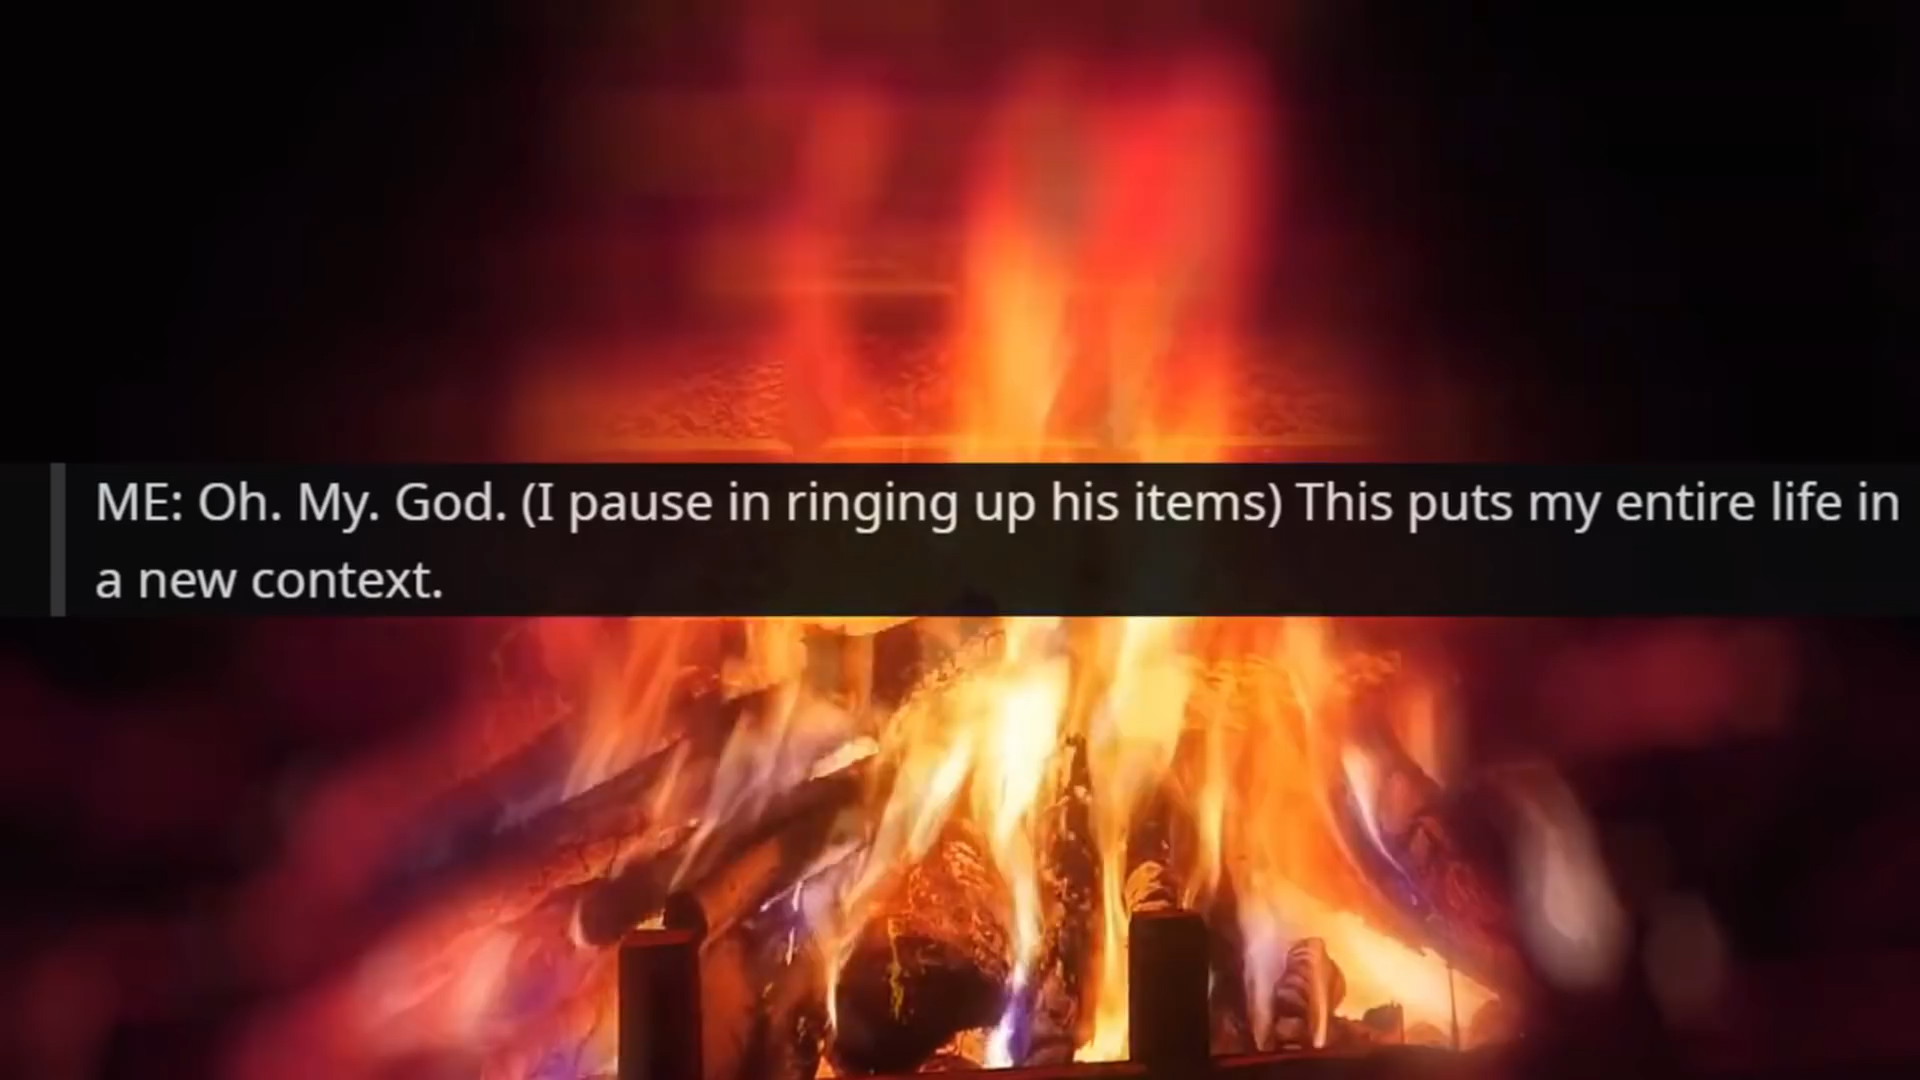 ME: Oh. My. God. (I pause in ringing up his items) This puts my entire life in
a new context.